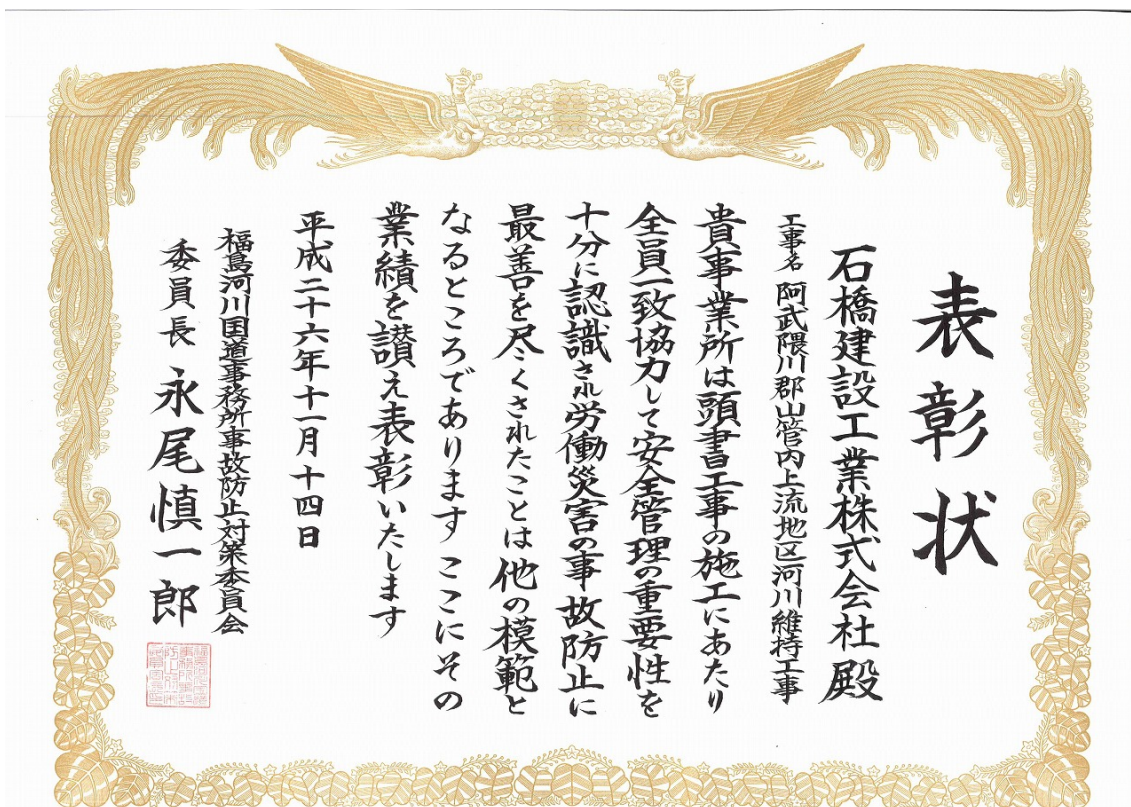 表彰状
石橋建設工業株式会社殿
工事名 阿武隈川郡山管内上流地区河川維持工事
貴事業所は頭書工事の施工にあたり
全員一致協力して安全管理の重要性を
十分に認識され労働災害の事故防止に
最善を尽くされたことは他の模範と
なるところであります ここにその
業績を讃え表彰いたします
平成二十六年十一月十四日
福島河川国道事務所事故防止対策委員会
委員長 永尾慎一郎